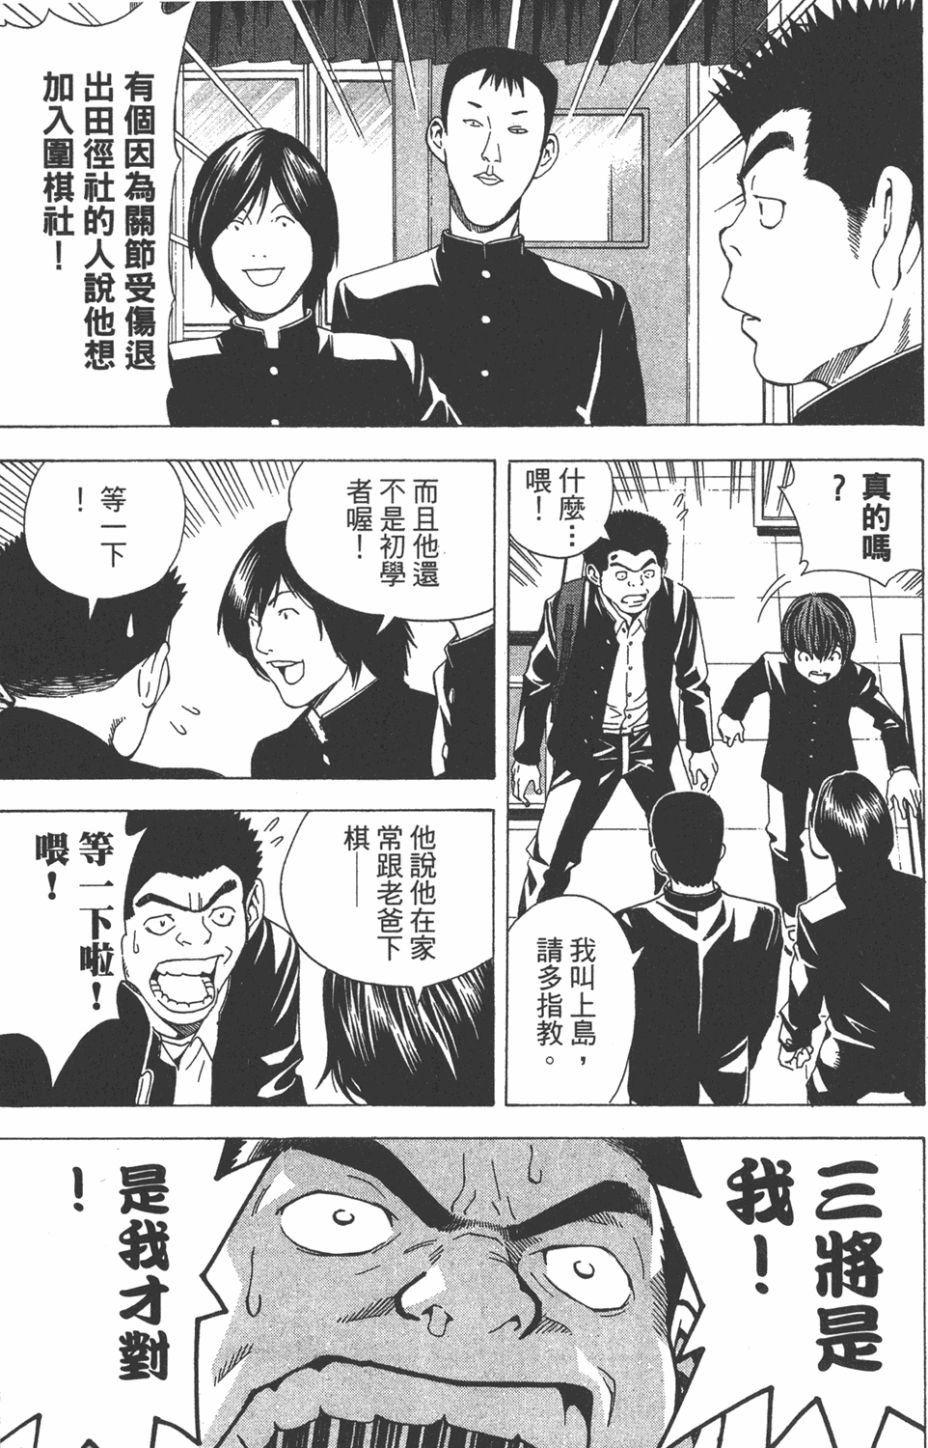 有個因為關節受傷退
出田徑社的人說他想
加入圍棋社！
真的嗎
？
什麼…
喂！
我叫上島，
請多指教。
而且他還
不是初學
者喔！
等一下
！
他說他在家
常跟老爸下
棋──
等一下啦！
喂！
三將是
我！
是我才對
！